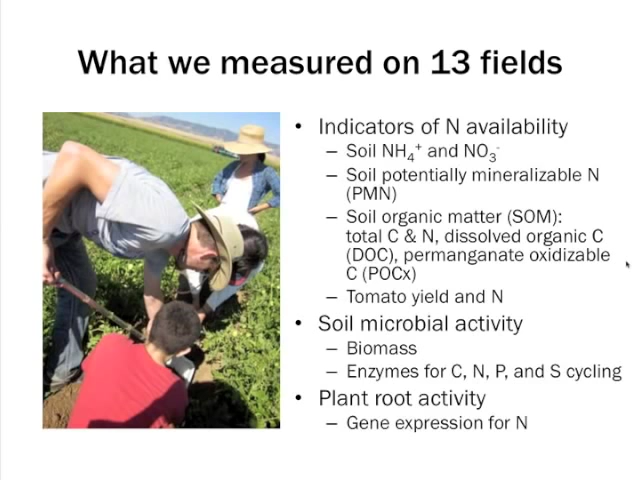 What we measured on 13 fields
• Indicators of N availability
– Soil NH₄⁺ and NO₃⁻
– Soil potentially mineralizable N
(PMN)
– Soil organic matter (SOM):
total C & N, dissolved organic C
(DOC), permanganate oxidizable
C (POCx)
– Tomato yield and N
• Soil microbial activity
– Biomass
– Enzymes for C, N, P, and S cycling
• Plant root activity
– Gene expression for N